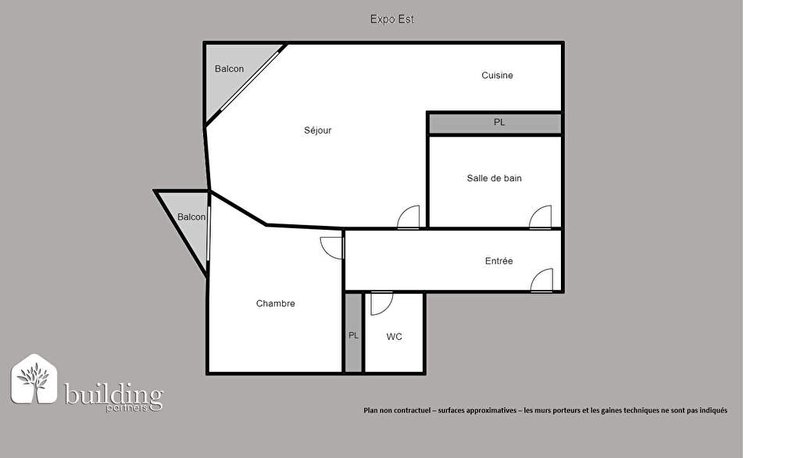 Expo Est
Balcon
Cuisine
PL
Séjour
Salle de bain
Balcon
Entrée
Chambre
PL
WC
building
partners
Plan non contractuel – surfaces approximatives – les murs porteurs et les gaines techniques ne sont pas indiqués